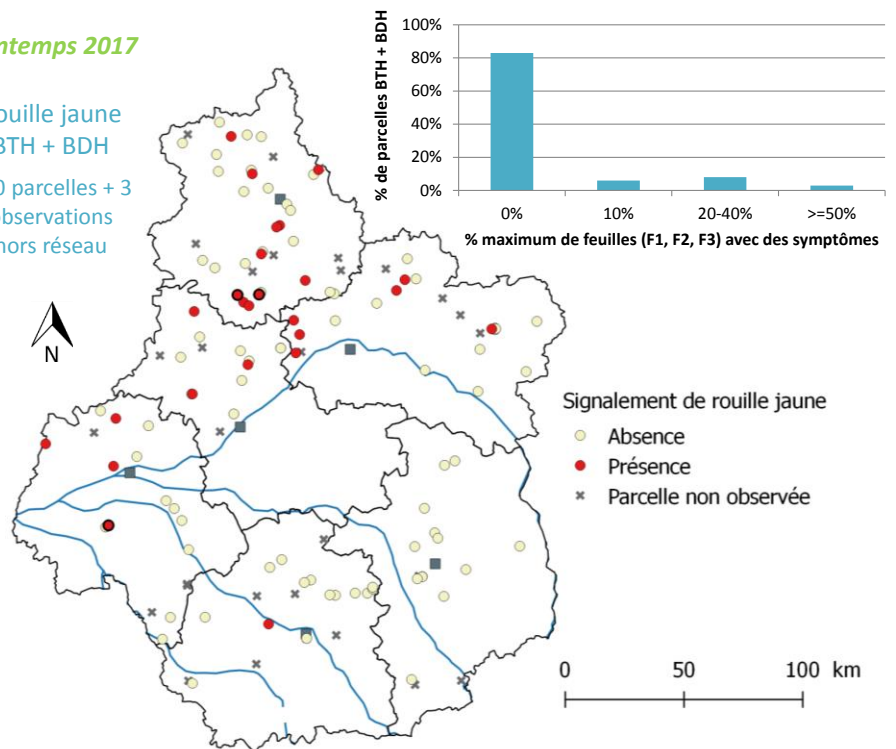 ntemps 2017
ouille jaune
BTH + BDH
0 parcelles + 3
observations
hors réseau
N
% de parcelles BTH + BDH
100%
80%
60%
40%
20%
0%
0% 10% 20-40% >=50%
% maximum de feuilles (F1, F2, F3) avec des symptômes
Signalement de rouille jaune
Absence
Présence
Parcelle non observée
0 50 100 km